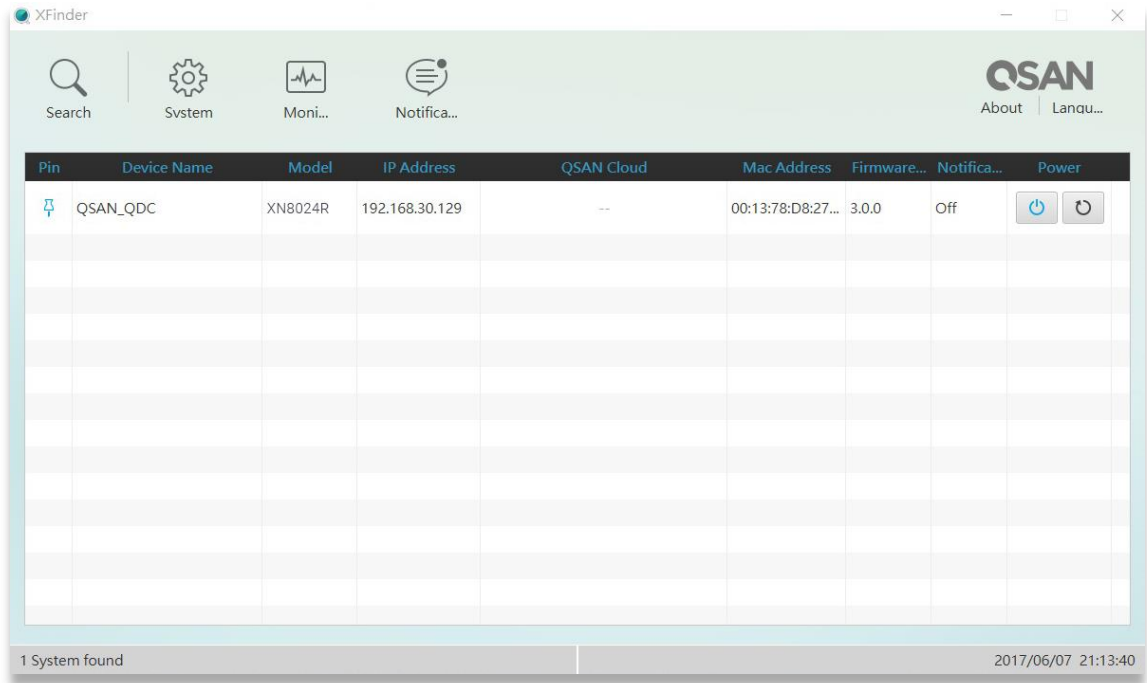 XFinder
QSAN
Search System Moni... Notifica... About Langu...
Pin Device Name Model IP Address QSAN Cloud Mac Address Firmware... Notifica... Power
QSAN_QDC XN8024R 192.168.30.129 -- 00:13:78:D8:27... 3.0.0 Off
1 System found 2017/06/07 21:13:40